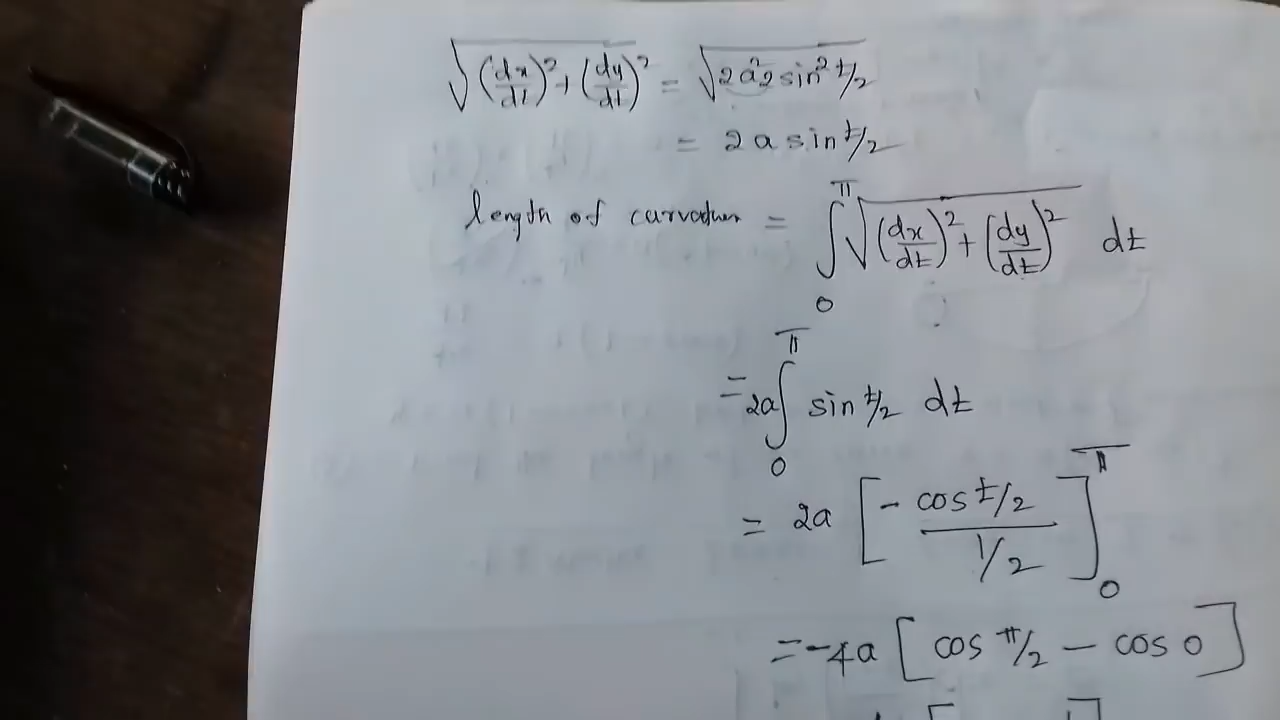 √((dx/dt)² + (dy/dt)²) = √(2a²2 sin² t/2)
= 2a sin t/2
length of = ∫₀^π √((dx/dt)² + (dy/dt)²) dt
= 2a ∫₀^π sin t/2 dt
= 2a [- cos t/2 / 1/2]₀^π
= -4a [cos π/2 - cos 0]